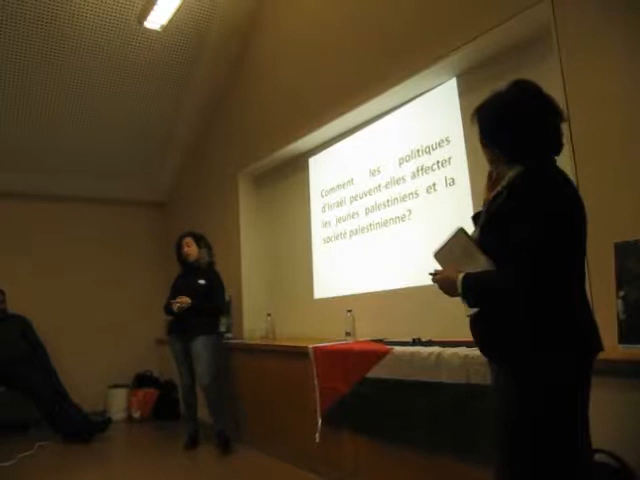 Comment les politiques
d'Israël peuvent-elles affecter
les jeunes palestiniens et la
société palestinienne?